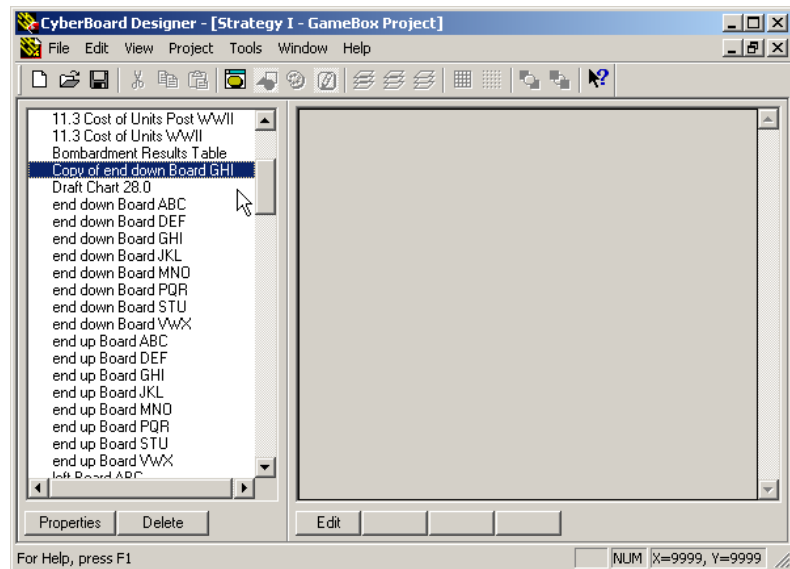 CyberBoard Designer - [Strategy I - GameBox Project]
File Edit View Project Tools Window Help
11.3 Cost of Units Post WWII
11.3 Cost of Units WWII
Bombardment Results Table
Copy of end down Board GHI
Draft Chart 28.0
end down Board ABC
end down Board DEF
end down Board GHI
end down Board JKL
end down Board MNO
end down Board PQR
end down Board STU
end down Board VWX
end up Board ABC
end up Board DEF
end up Board GHI
end up Board JKL
end up Board MNO
end up Board PQR
end up Board STU
end up Board VWX
left Board ABC
Properties Delete Edit
For Help, press F1 NUM X=9999, Y=9999